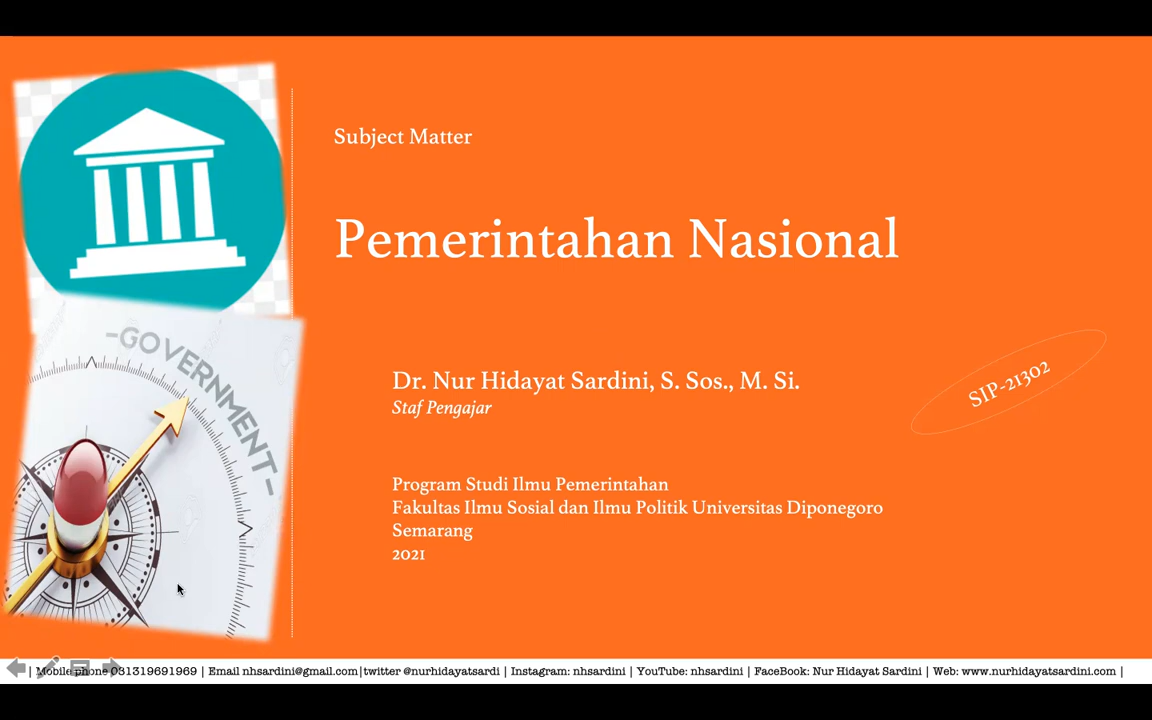 Subject Matter
Pemerintahan Nasional
-GOVERNMENT-
Dr. Nur Hidayat Sardini, S. Sos., M. Si.
Staf Pengajar
SIP-21302
Program Studi Ilmu Pemerintahan
Fakultas Ilmu Sosial dan Ilmu Politik Universitas Diponegoro
Semarang
2021
| Mobile phone 031319691969 | Email nhsardini@gmail.com|twitter @nurhidayatsardi | Instagram: nhsardini | YouTube: nhsardini | FaceBook: Nur Hidayat Sardini | Web: www.nurhidayatsardini.com |